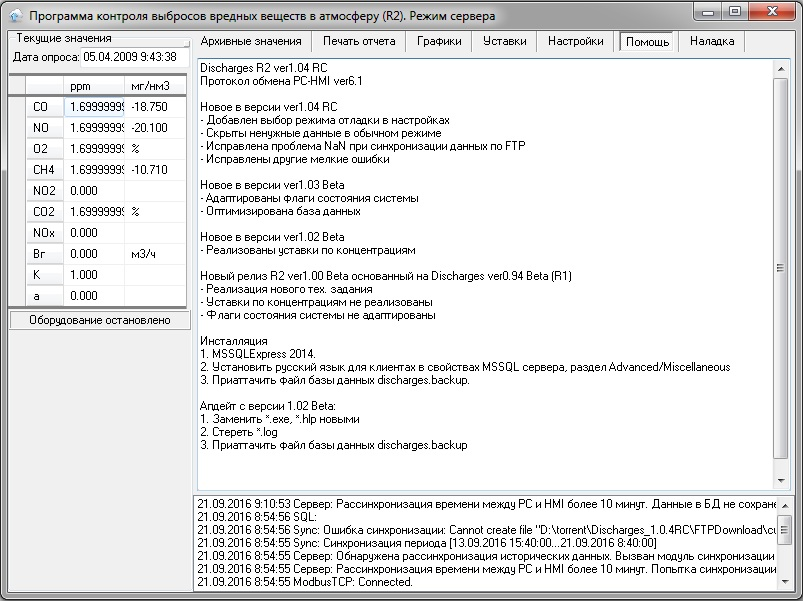 Программа контроля выбросов вредных веществ в атмосферу (R2). Режим сервера
Текущие значения
Дата опроса: 05.04.2009 9:43:38
ppm мг/нм3
CO 1.69999999 -18.750
NO 1.69999999 -20.100
O2 1.69999999 %
CH4 1.69999999 -10.710
NO2 0.000
CO2 1.69999999 %
NOx 0.000
Вг 0.000 м3/ч
K 1.000
a 0.000
Оборудование остановлено
Архивные значения Печать отчета Графики Уставки Настройки Помощь Наладка
Discharges R2 ver1.04 RC
Протокол обмена PC-HMI ver6.1
Новое в версии ver1.04 RC
- Добавлен выбор режима отладки в настройках
- Скрыты ненужные данные в обычном режиме
- Исправлена проблема NaN при синхронизации данных по FTP
- Исправлены другие мелкие ошибки
Новое в версии ver1.03 Beta
- Адаптированы флаги состояния системы
- Оптимизирована база данных
Новое в версии ver1.02 Beta
- Реализованы уставки по концентрациям
Новый релиз R2 ver1.00 Beta основанный на Discharges ver0.94 Beta (R1)
- Реализация нового тех. задания
- Уставки по концентрациям не реализованы
- Флаги состояния системы не адаптированы
Инсталляция
1. MSSQLExpress 2014.
2. Установить русский язык для клиентах в свойствах MSSQL сервера, раздел Advanced/Miscellaneous
3. Приаттачить файл базы данных discharges.backup.
Апдейт с версии 1.02 Beta:
1. Заменить *.exe, *.hlp новыми
2. Стереть *.log
3. Приаттачить файл базы данных discharges.backup
21.09.2016 9:10:53 Сервер: Рассинхронизация времени между PC и HMI более 10 минут. Данные в БД не сохране
21.09.2016 8:54:56 SQL:
21.09.2016 8:54:56 Sync: Ошибка синхронизации: Cannot create file "D:\torrent\Discharges_1.0.4RC\FTPDownload\cu
21.09.2016 8:54:55 Sync: Синхронизация периода [13.09.2016 15:40:00...21.09.2016 8:40:00]
21.09.2016 8:54:55 Сервер: Обнаружена рассинхронизация исторических данных. Вызван модуль синхронизации
21.09.2016 8:54:55 Сервер: Рассинхронизация времени между PC и HMI более 10 минут. Попытка синхронизации
21.09.2016 8:54:55 ModbusTCP: Connected.